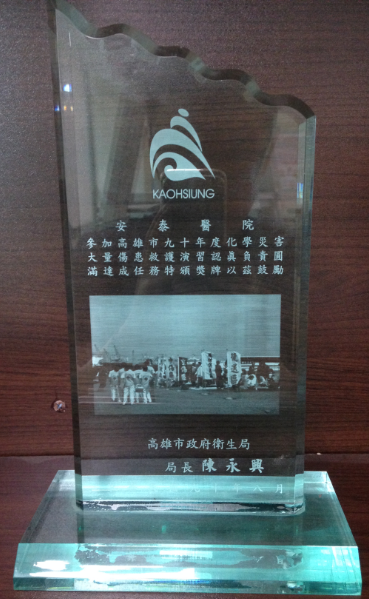 KAOHSIUNG
安泰醫院
參加高雄市九十年度化學災害
大量傷患救護演習認真負責圓
滿達成任務特頒獎牌以茲鼓勵
高雄市政府衛生局
局長 陳永興
八月